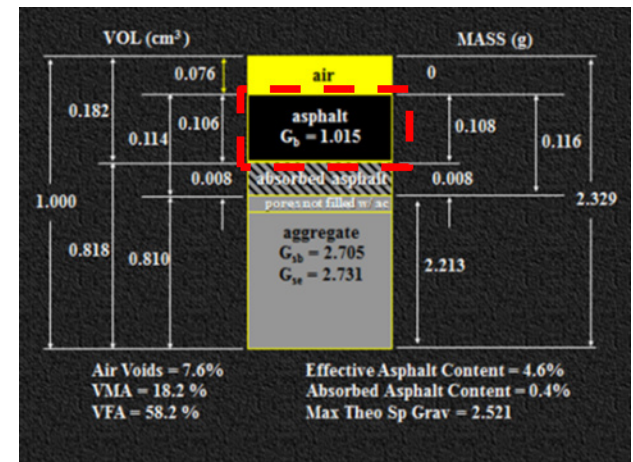 VOL (cm³) MASS (g)
0.076 air 0
0.182
0.106 asphalt 0.108
0.114 G_b = 1.015 0.116
0.008 absorbed asphalt 0.008
1.000 pores not filled w/ ac 2.329
aggregate
0.818 0.810 G_sb = 2.705
G_se = 2.731 2.213
Air Voids = 7.6% Effective Asphalt Content = 4.6%
VMA = 18.2 % Absorbed Asphalt Content = 0.4%
VFA = 58.2 % Max Theo Sp Grav = 2.521